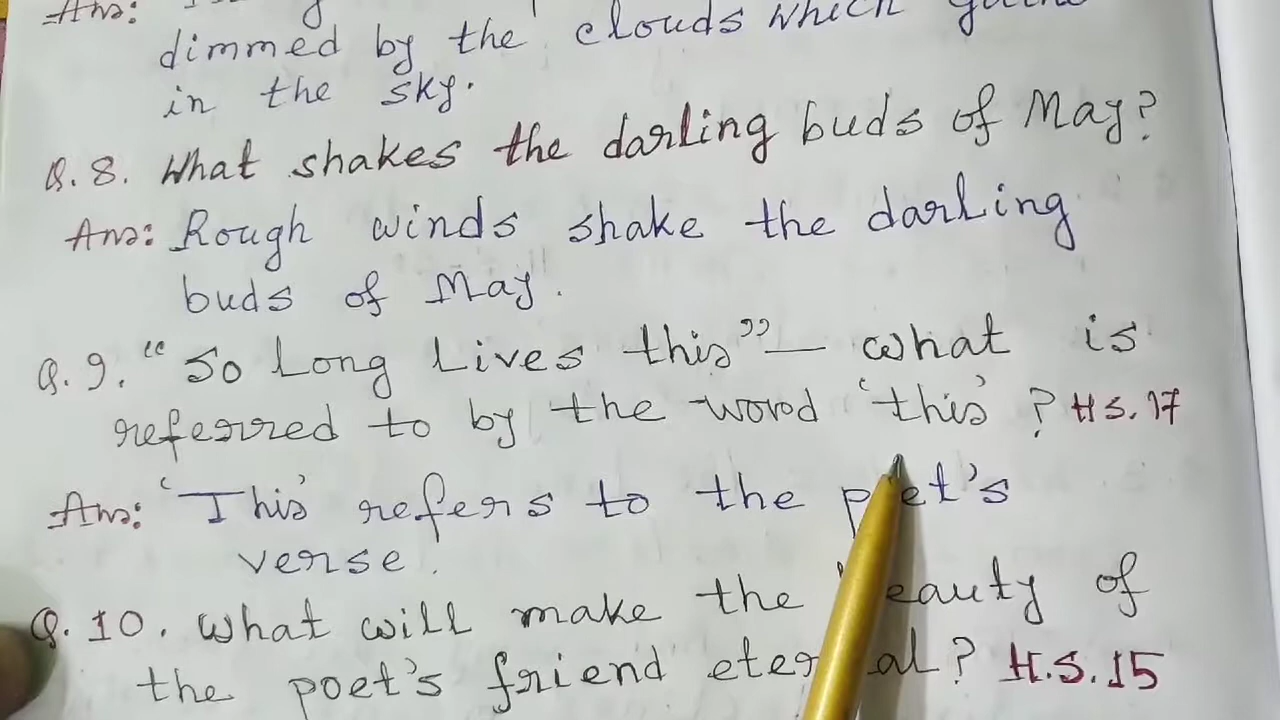 Ans:
dimmed by the clouds which
in the sky.
Q.8. What shakes the darling buds of May?
Ans: Rough winds shake the darling
buds of May.
Q.9. "So long lives this" — what is
referred to by the word 'this'? H.S.17
Ans: 'This' refers to the poet's
verse.
Q.10. What will make the beauty of
the poet's friend eternal? H.S.15